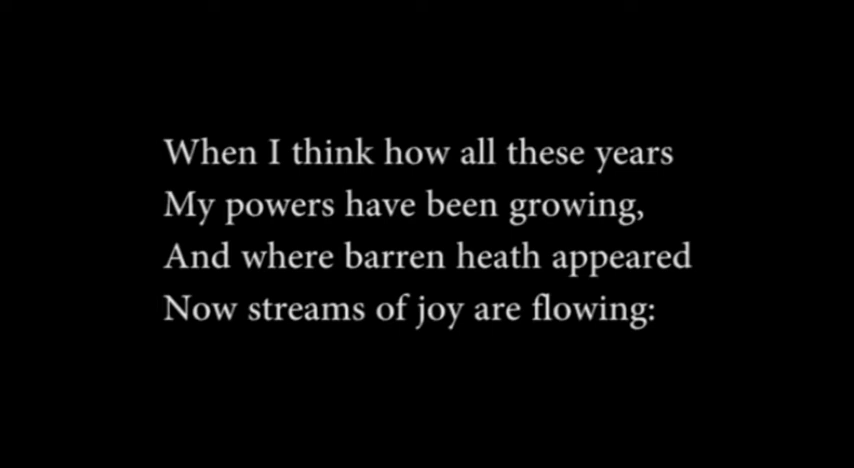 When I think how all these years
My powers have been growing,
And where barren heath appeared
Now streams of joy are flowing: